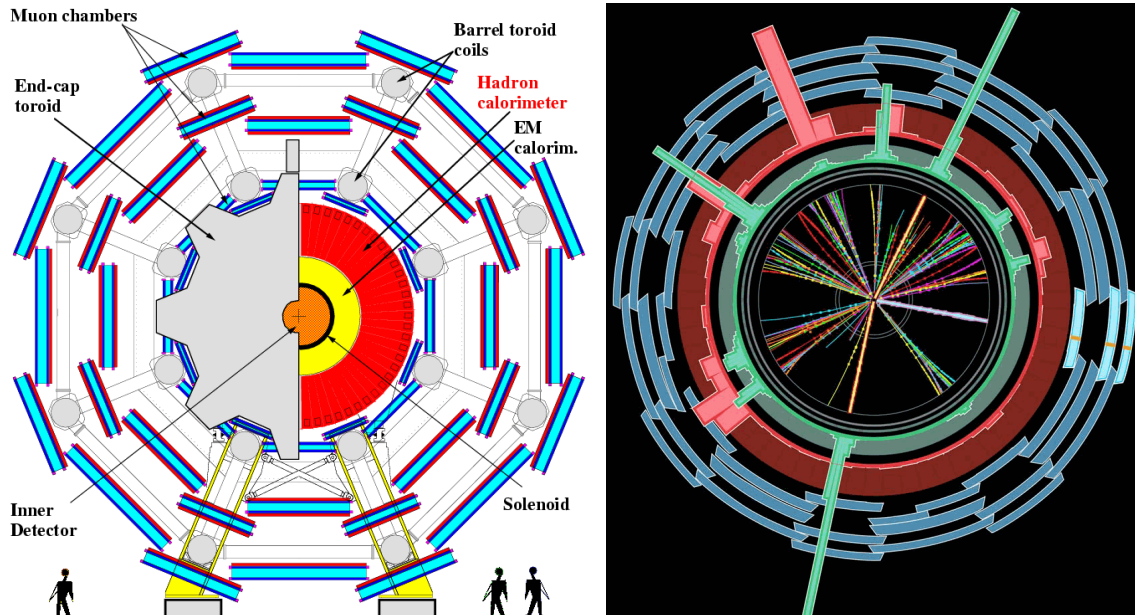 Muon chambers
Barrel toroid
coils
End-cap
toroid
Hadron
calorimeter
EM
calorim.
Inner
Detector
Solenoid